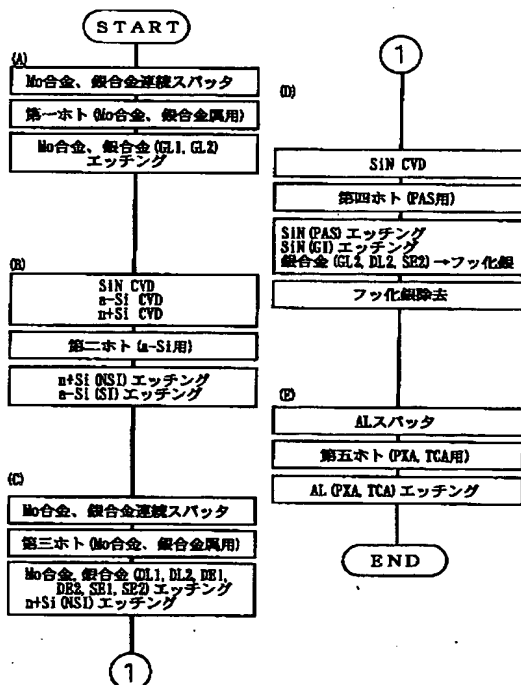 START
(A)
Mo合金、銀合金連続スパッタ
第一ホト(Mo合金、銀合金属用)
Mo合金、銀合金(GL1, GL2)
エッチング
(B)
SiN CVD
a-Si CVD
n+Si CVD
第二ホト(a-Si用)
n+Si(NSI)エッチング
a-Si(SI)エッチング
(C)
Mo合金、銀合金連続スパッタ
第三ホト(Mo合金、銀合金属用)
Mo合金, 銀合金(DL1, DL2, DE1,
DE2, SE1, SE2)エッチング
n+Si(NSI)エッチング
1
1
(D)
SiN CVD
第四ホト(PAS用)
SiN(PAS)エッチング
SiN(GI)エッチング
銀合金(GL2, DL2, SE2)→フッ化銀
フッ化銀除去
(E)
ALスパッタ
第五ホト(PXA, TCA用)
AL(PXA, TCA)エッチング
END